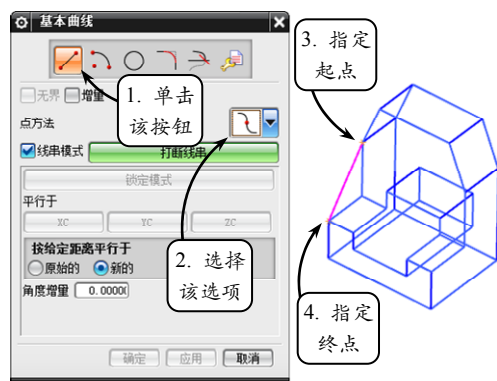 基本曲线
无界 增量
点方法
线串模式 打断线串
锁定模式
平行于
XC YC ZC
按给定距离平行于
原始的 新的
角度增量 0.0000
确定 应用 取消
1. 单击
该按钮
2. 选择
该选项
3. 指定
起点
4. 指定
终点